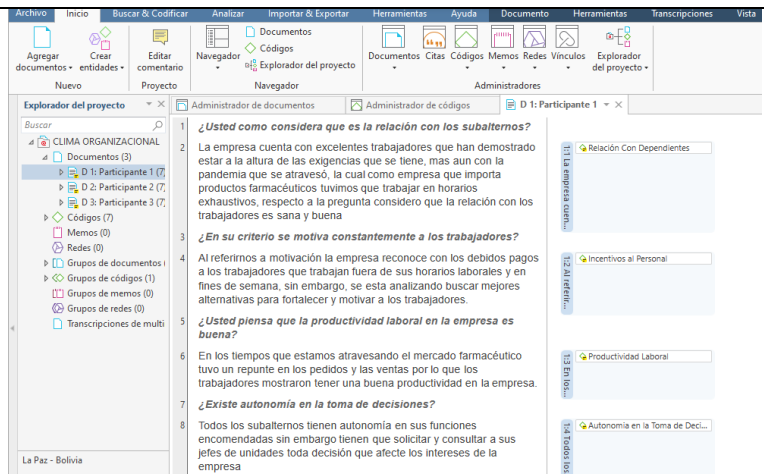 Archivo Inicio Buscar & Codificar Analizar Importar & Exportar Herramientas Ayuda Documento Herramientas Transcripciones Vista
Agregar documentos
Crear entidades
Nuevo
Editar comentario
Proyecto
Navegador
Documentos
Códigos
Explorador del proyecto
Navegador
Documentos Citas Códigos Memos Redes Vínculos Explorador del proyecto
Administradores
Explorador del proyecto
Administrador de documentos
Administrador de códigos
D 1: Participante 1
Buscar
CLIMA ORGANIZACIONAL
Documentos (3)
D 1: Participante 1 (7)
D 2: Participante 2 (7)
D 3: Participante 3 (7)
Códigos (7)
Memos (0)
Redes (0)
Grupos de documentos (
Grupos de códigos (1)
Grupos de memos (0)
Grupos de redes (0)
Transcripciones de multi
La Paz - Bolivia
1 ¿Usted como considera que es la relación con los subalternos?
2 La empresa cuenta con excelentes trabajadores que han demostrado
estar a la altura de las exigencias que se tiene, mas aun con la
pandemia que se atravesó, la cual como empresa que importa
productos farmacéuticos tuvimos que trabajar en horarios
exhaustivos, respecto a la pregunta considero que la relación con los
trabajadores es sana y buena
3 ¿En su criterio se motiva constantemente a los trabajadores?
4 Al referirnos a motivación la empresa reconoce con los debidos pagos
a los trabajadores que trabajan fuera de sus horarios laborales y en
fines de semana, sin embargo, se esta analizando buscar mejores
alternativas para fortalecer y motivar a los trabajadores.
5 ¿Usted piensa que la productividad laboral en la empresa es
buena?
6 En los tiempos que estamos atravesando el mercado farmacéutico
tuvo un repunte en los pedidos y las ventas por lo que los
trabajadores mostraron tener una buena productividad en la empresa.
7 ¿Existe autonomía en la toma de decisiones?
8 Todos los subalternos tienen autonomía en sus funciones
encomendadas sin embargo tienen que solicitar y consultar a sus
jefes de unidades toda decisión que afecte los intereses de la
empresa
1:1 La empresa cuen...
Relación Con Dependientes
1:2 Al referir...
Incentivos al Personal
1:3 En los...
Productividad Laboral
1:4 Todos los
Autonomía en la Toma de Deci...